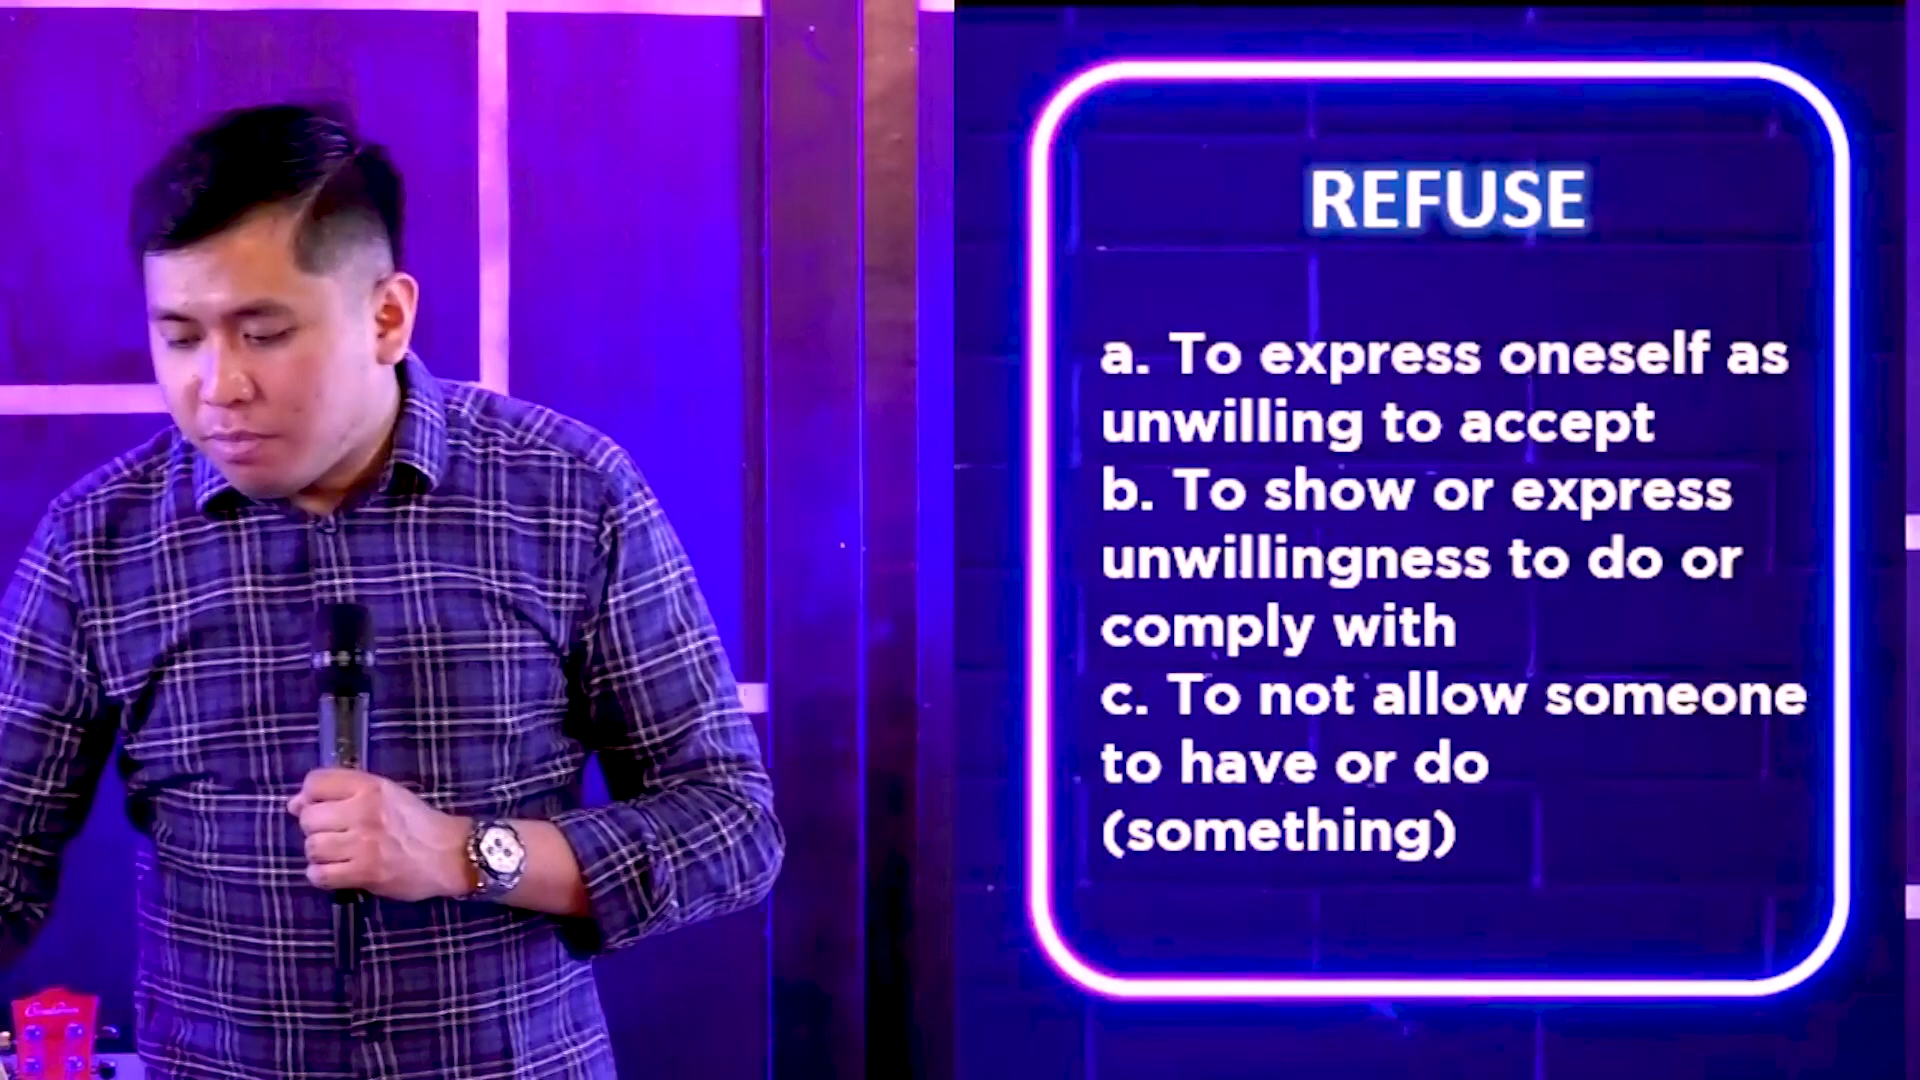 REFUSE
a. To express oneself as
unwilling to accept
b. To show or express
unwillingness to do or
comply with
c. To not allow someone
to have or do
(something)